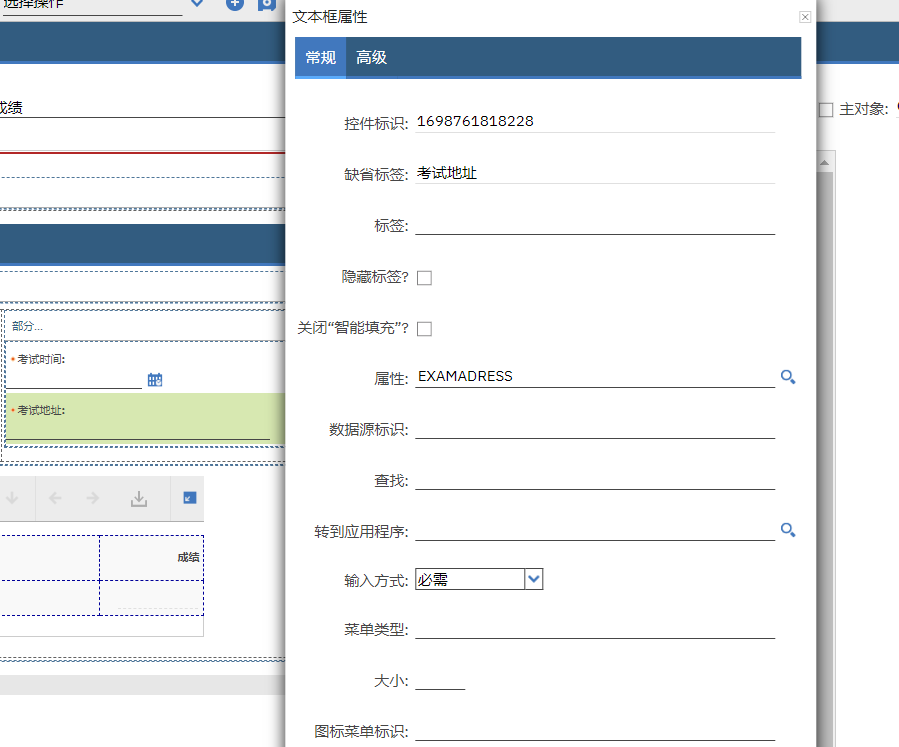 选择操作
文本框属性
常规 高级
成绩
主对象:
控件标识: 1698761818228
缺省标签: 考试地址
标签:
隐藏标签?
关闭“智能填充”?
部分...
*考试时间:
属性: EXAMADRESS
*考试地址:
数据源标识:
查找:
转到应用程序:
成绩
输入方式: 必需
菜单类型:
大小:
图标菜单标识: